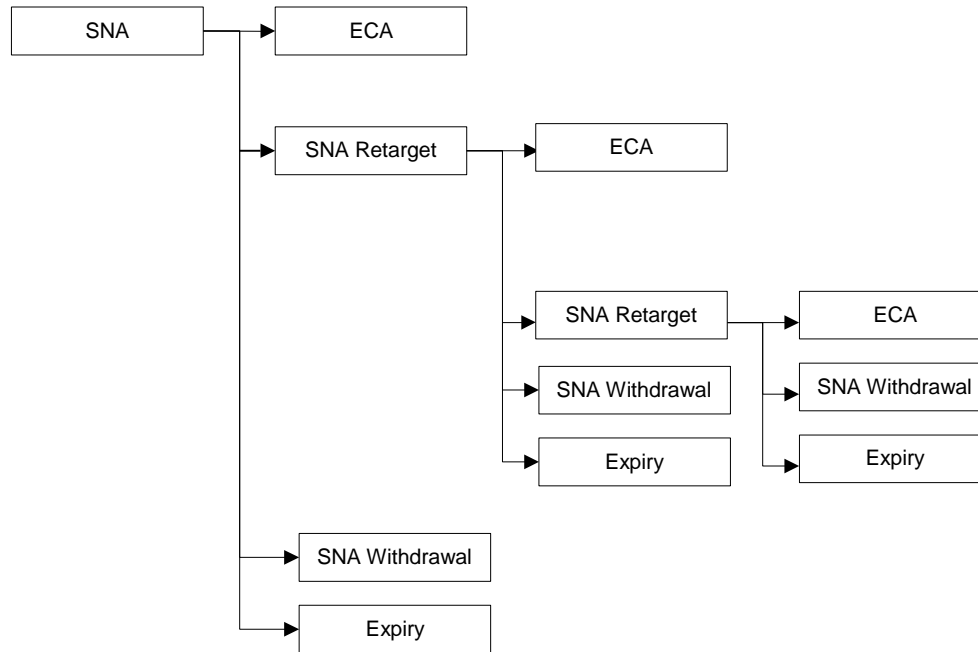 SNA
ECA
SNA Retarget
ECA
SNA Retarget
ECA
SNA Withdrawal
SNA Withdrawal
Expiry
Expiry
SNA Withdrawal
Expiry